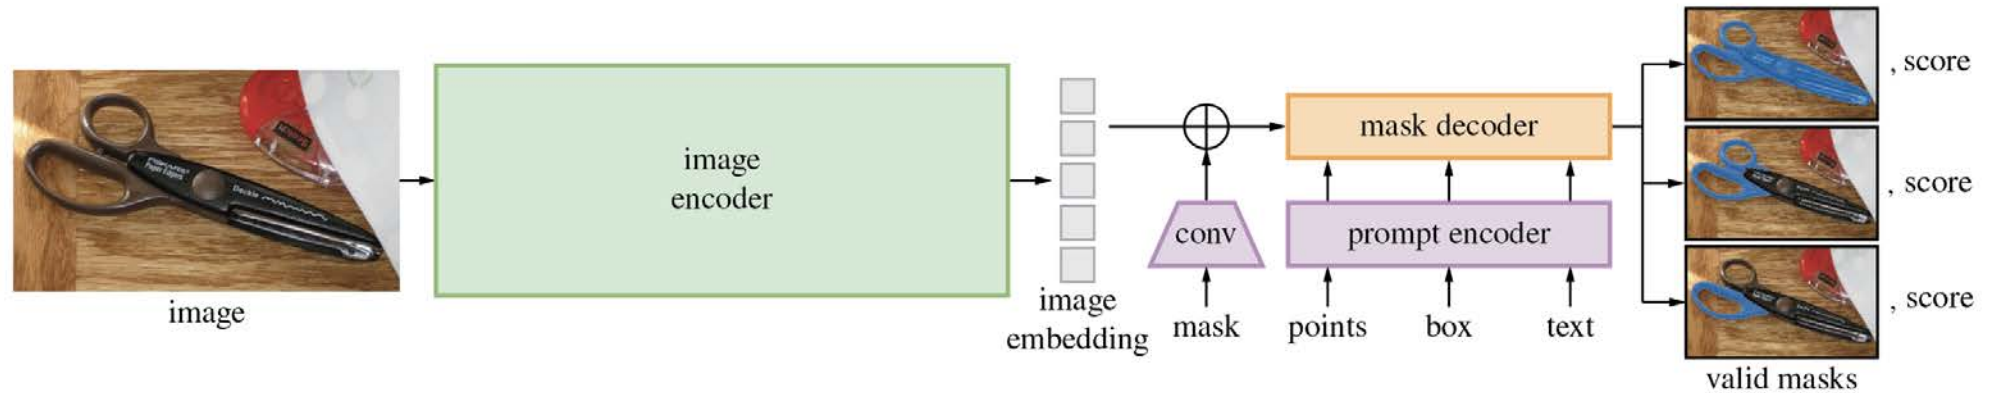 image
image
encoder
image
embedding
mask
conv
points
box
text
prompt encoder
mask decoder
, score
, score
, score
valid masks